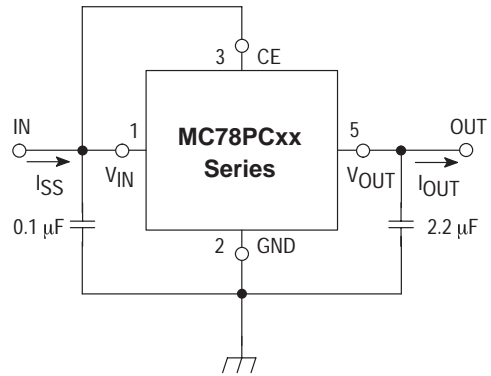 3 CE
IN 1 MC78PCxx 5 OUT
Series
ISS VIN VOUT IOUT
0.1 μF 2 GND 2.2 μF